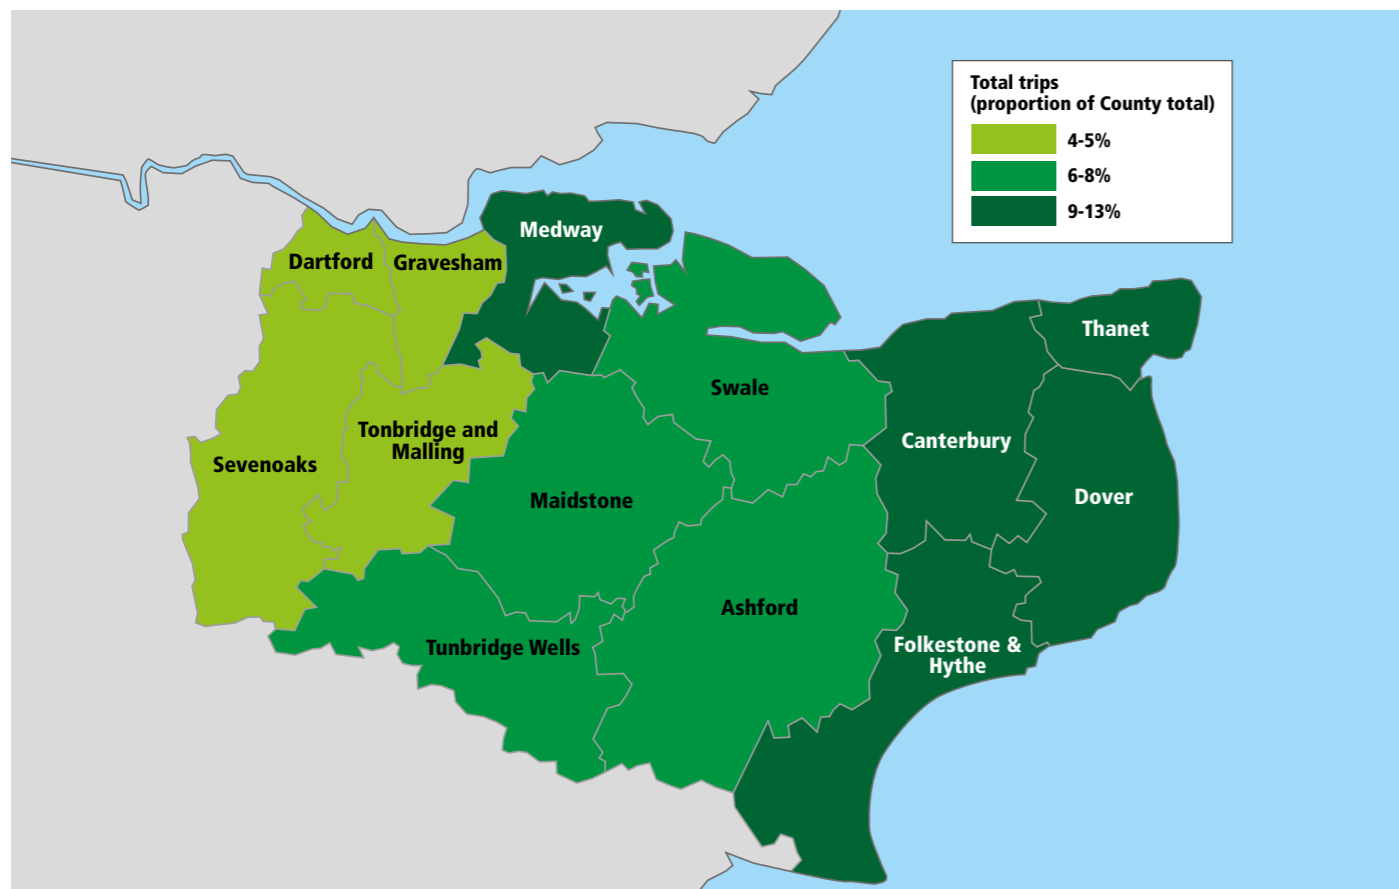 Total trips
(proportion of County total)
4-5%
6-8%
9-13%
Medway
Dartford
Gravesham
Thanet
Swale
Tonbridge and
Malling
Canterbury
Sevenoaks
Maidstone
Dover
Ashford
Tunbridge Wells
Folkestone &
Hythe